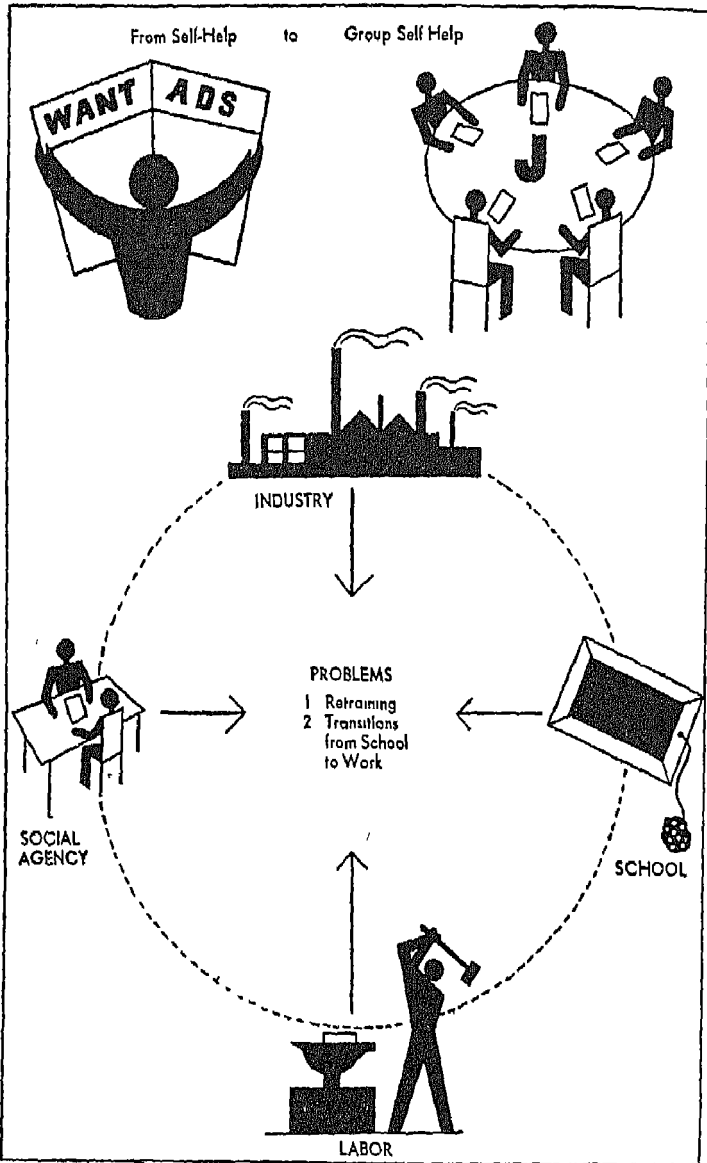 From Self-Help to Group Self Help
WANT ADS
J
INDUSTRY
PROBLEMS
1 Retraining
2 Transitions
from School
to Work
SOCIAL
AGENCY
SCHOOL
LABOR